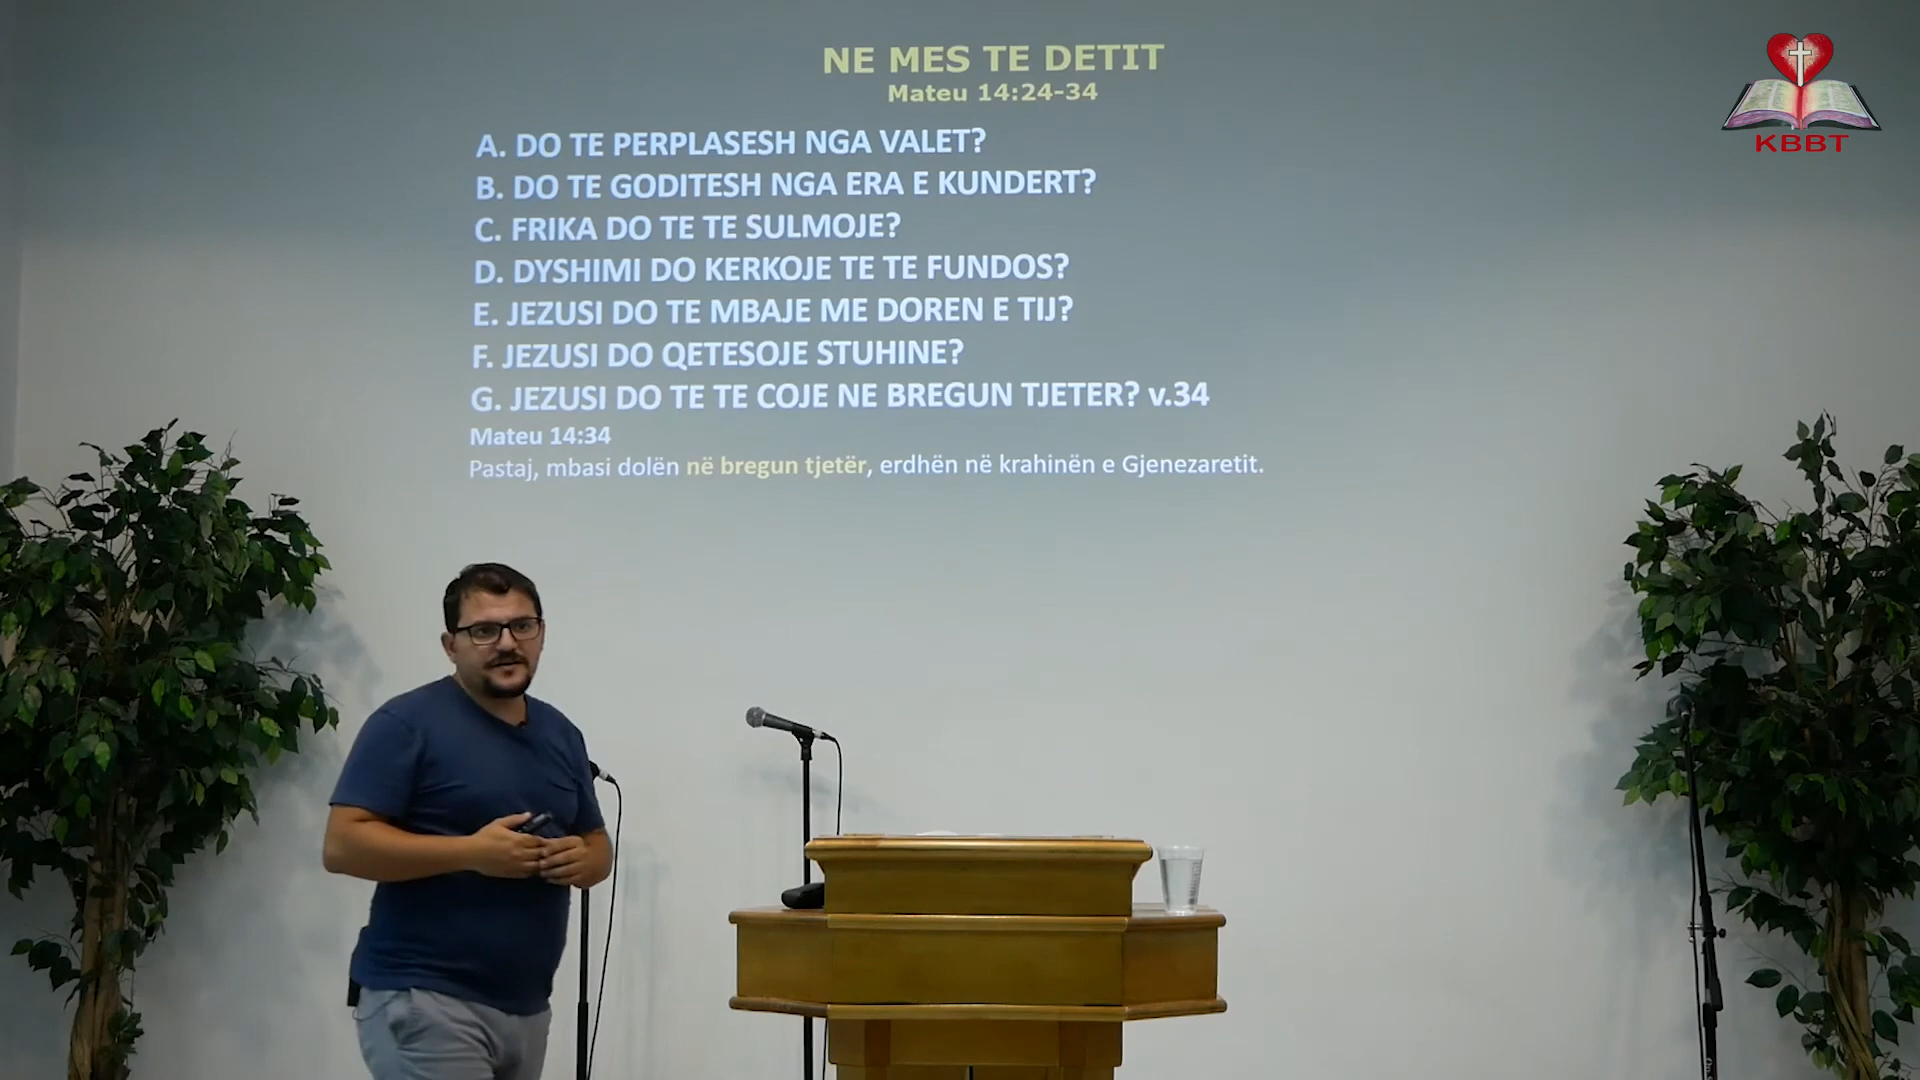 NE MES TE DETIT
Mateu 14:24-34
A. DO TE PERPLASESH NGA VALET?
B. DO TE GODITESH NGA ERA E KUNDERT?
C. FRIKA DO TE TE SULMOJE?
D. DYSHIMI DO KERKOJE TE TE FUNDOS?
E. JEZUSI DO TE MBAJE ME DOREN E TIJ?
F. JEZUSI DO QETESOJE STUHINE?
G. JEZUSI DO TE TE COJE NE BREGUN TJETER? v.34
Mateu 14:34
Pastaj, mbasi dolën në bregun tjetër, erdhën në krahinën e Gjenezaretit.
KBBT